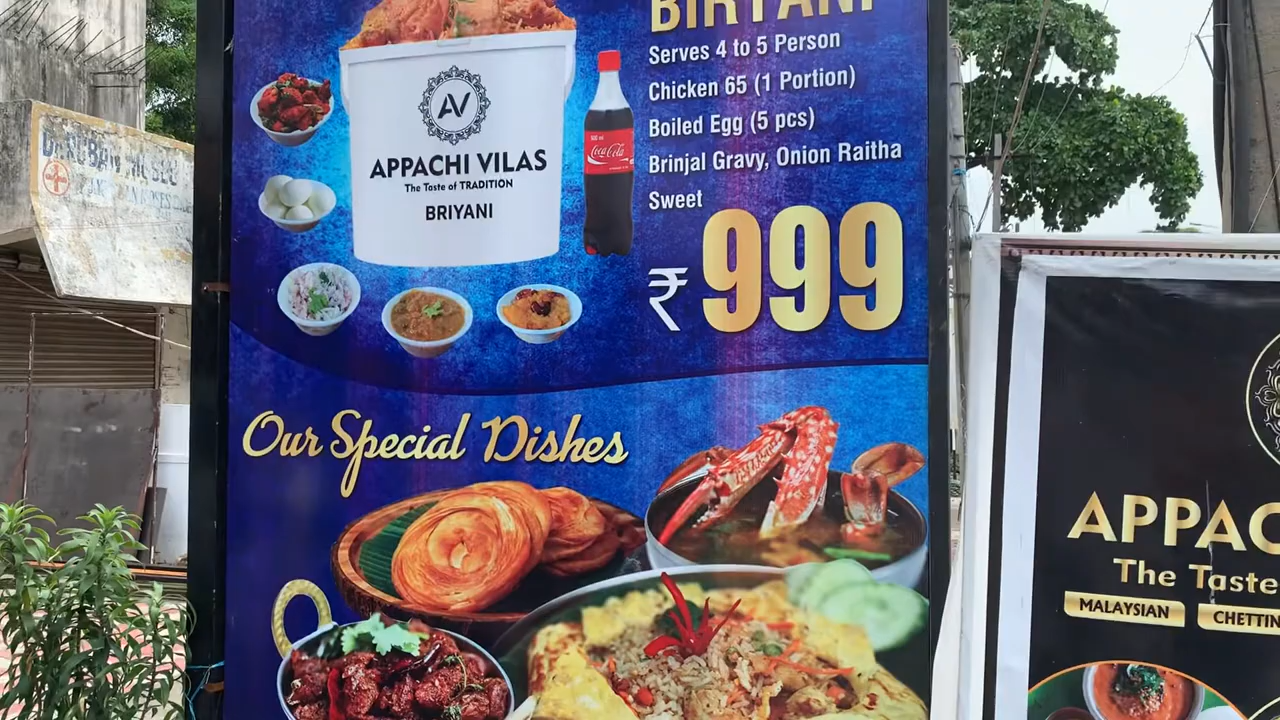 BIRYANI
Serves 4 to 5 Person
Chicken 65 (1 Portion)
Boiled Egg (5 pcs)
Brinjal Gravy, Onion Raitha
Sweet
₹ 999
AV
APPACHI VILAS
The Taste of TRADITION
BRIYANI
Coca-Cola
Our Special Dishes
APPAC
The Taste
MALAYSIAN
CHETTIN